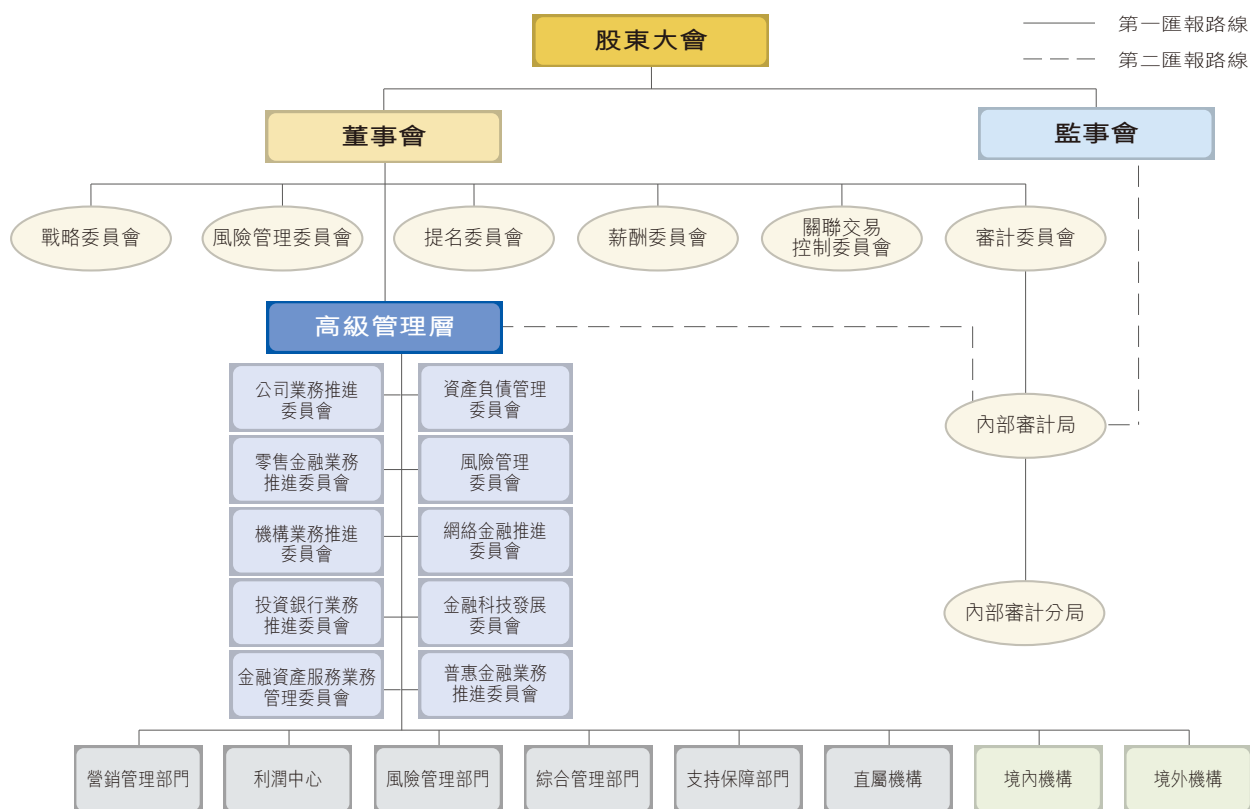 股東大會
第一匯報路線
第二匯報路線
董事會
監事會
戰略委員會
風險管理委員會
提名委員會
薪酬委員會
關聯交易
控制委員會
審計委員會
高級管理層
公司業務推進
委員會
資產負債管理
委員會
零售金融業務
推進委員會
風險管理
委員會
機構業務推進
委員會
網絡金融推進
委員會
投資銀行業務
推進委員會
金融科技發展
委員會
金融資產服務業務
管理委員會
普惠金融業務
推進委員會
內部審計局
內部審計分局
營銷管理部門
利潤中心
風險管理部門
綜合管理部門
支持保障部門
直屬機構
境內機構
境外機構